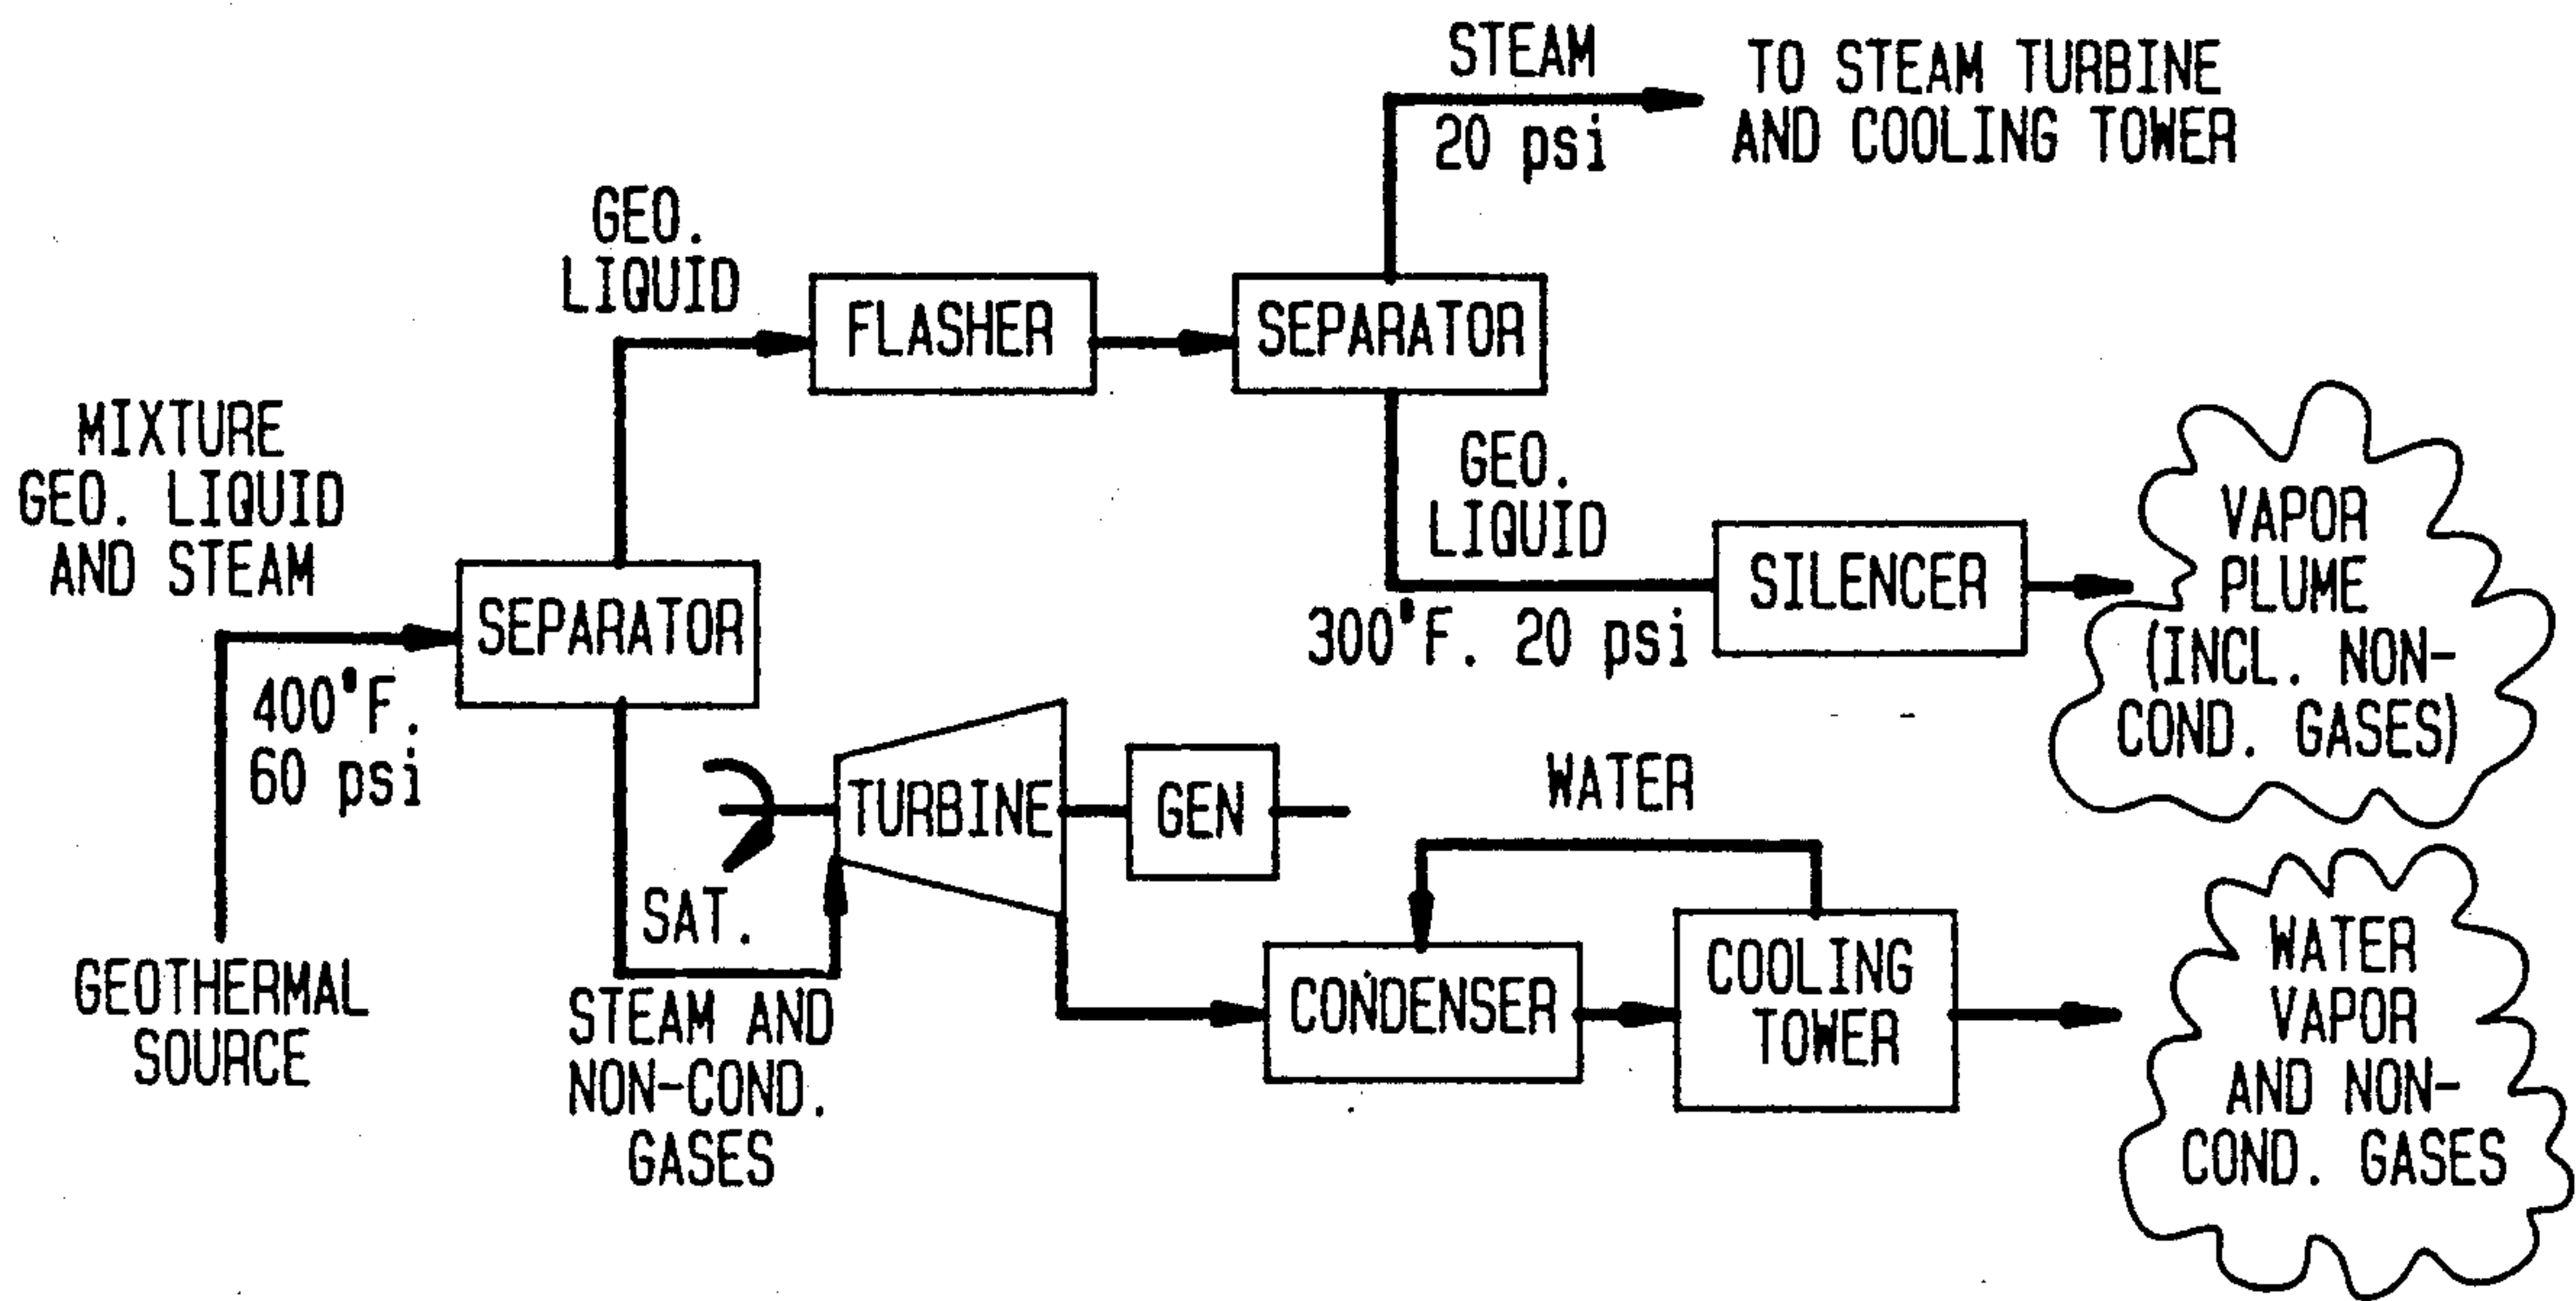 STEAM
20 psi
TO STEAM TURBINE
AND COOLING TOWER
GEO.
LIQUID
FLASHER
SEPARATOR
MIXTURE
GEO. LIQUID
AND STEAM
SEPARATOR
400°F.
60 psi
GEOTHERMAL
SOURCE
GEO.
LIQUID
300°F. 20 psi
SILENCER
VAPOR
PLUME
(INCL. NON-
COND. GASES)
TURBINE
GEN
SAT.
STEAM AND
NON-COND.
GASES
WATER
CONDENSER
COOLING
TOWER
WATER
VAPOR
AND NON-
COND. GASES